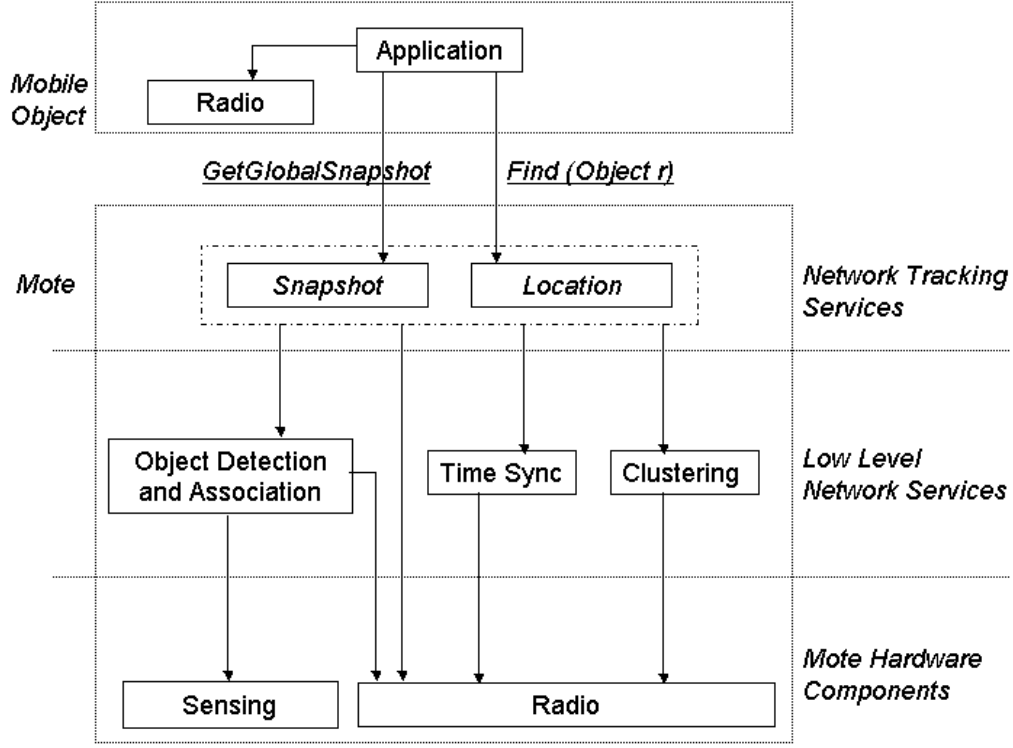 Application
Mobile
Object
Radio
GetGlobalSnapshot
Find (Object r)
Mote
Snapshot
Location
Network Tracking
Services
Object Detection
and Association
Time Sync
Clustering
Low Level
Network Services
Sensing
Radio
Mote Hardware
Components